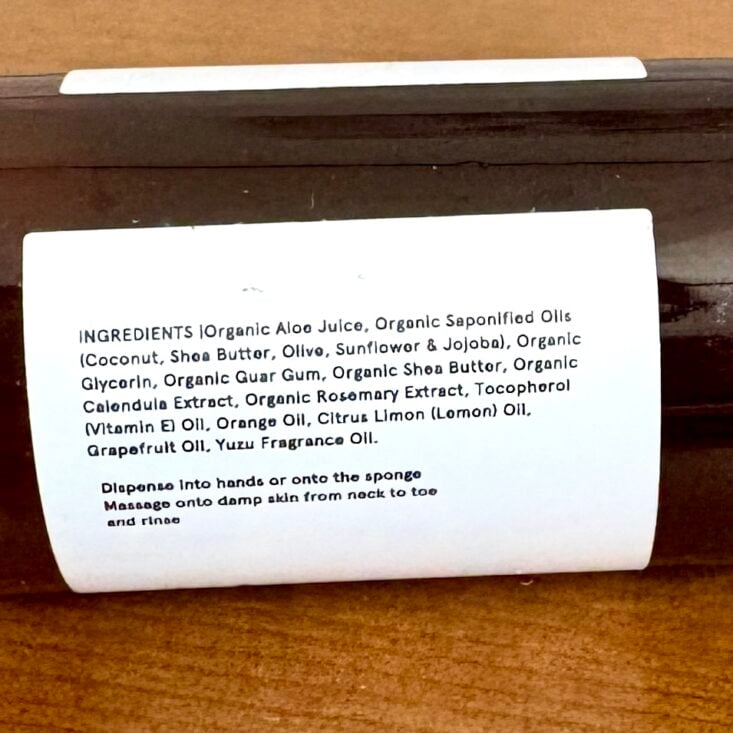 INGREDIENTS |Organic Aloe Juice, Organic Saponified Oils
(Coconut, Shea Butter, Olive, Sunflower & Jojoba), Organic
Glycerin, Organic Guar Gum, Organic Shea Butter, Organic
Calendula Extract, Organic Rosemary Extract, Tocopherol
(Vitamin E) Oil, Orange Oil, Citrus Limon (Lemon) Oil,
Grapefruit Oil, Yuzu Fragrance Oil.
Dispense into hands or onto the sponge
Massage onto damp skin from neck to toe
and rinse